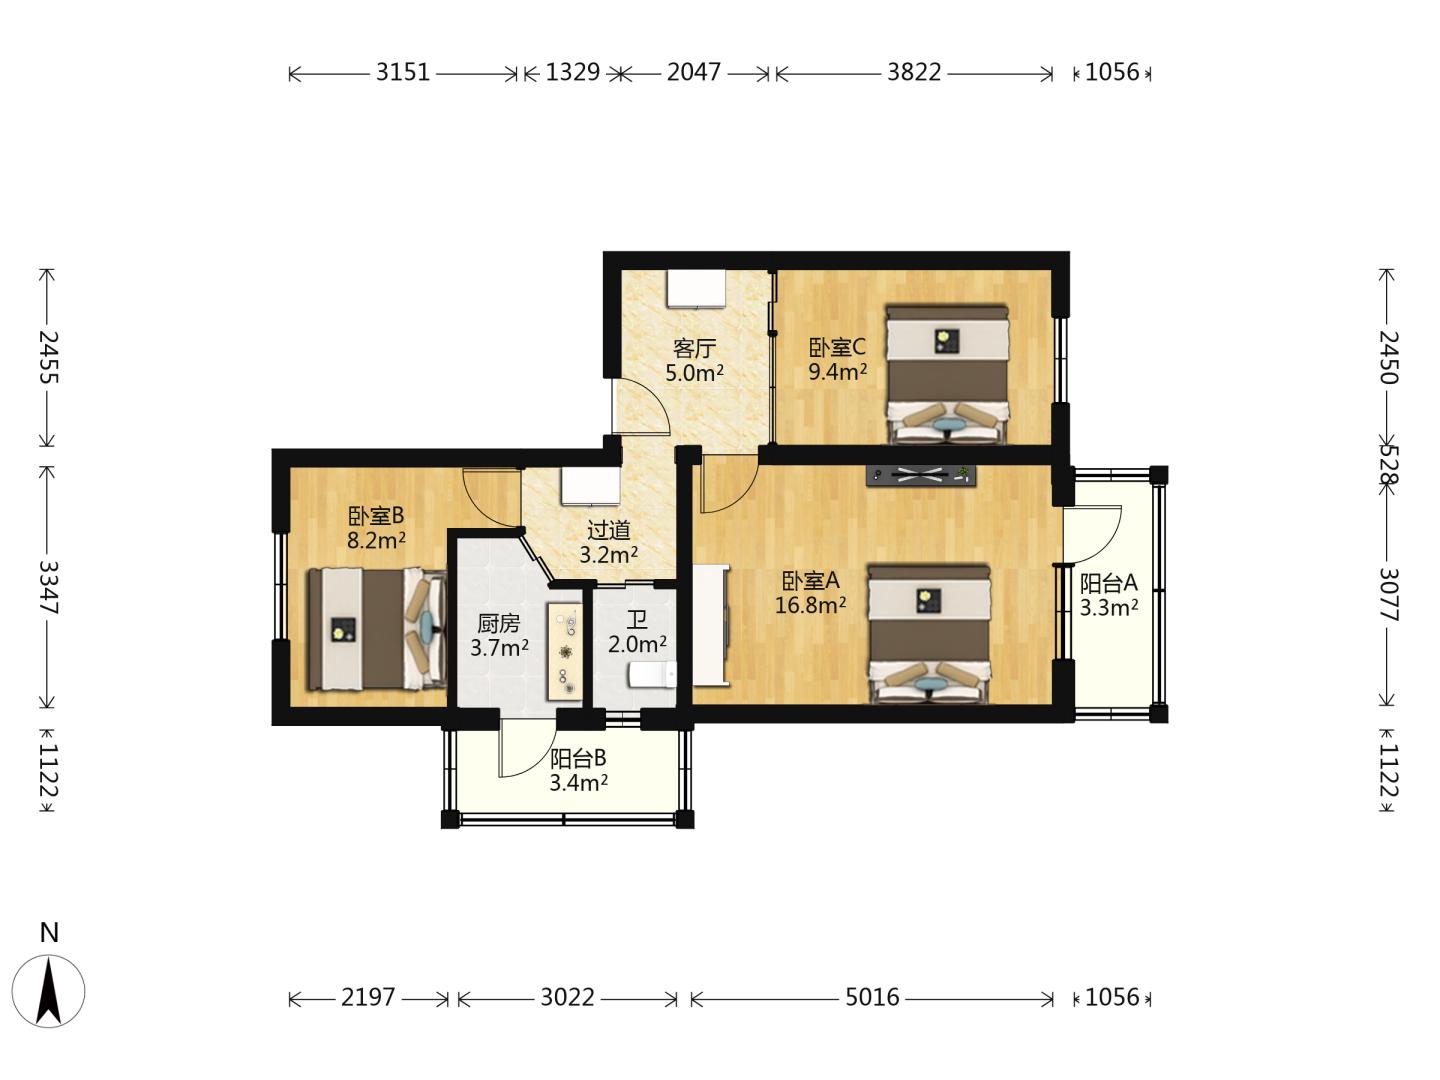 3151
1329
2047
3822
1056
2455
3347
1122
客厅
5.0m²
卧室C
9.4m²
卧室B
8.2m²
过道
3.2m²
厨房
3.7m²
卫
2.0m²
卧室A
16.8m²
阳台A
3.3m²
阳台B
3.4m²
2450
528
3077
1122
N
2197
3022
5016
1056